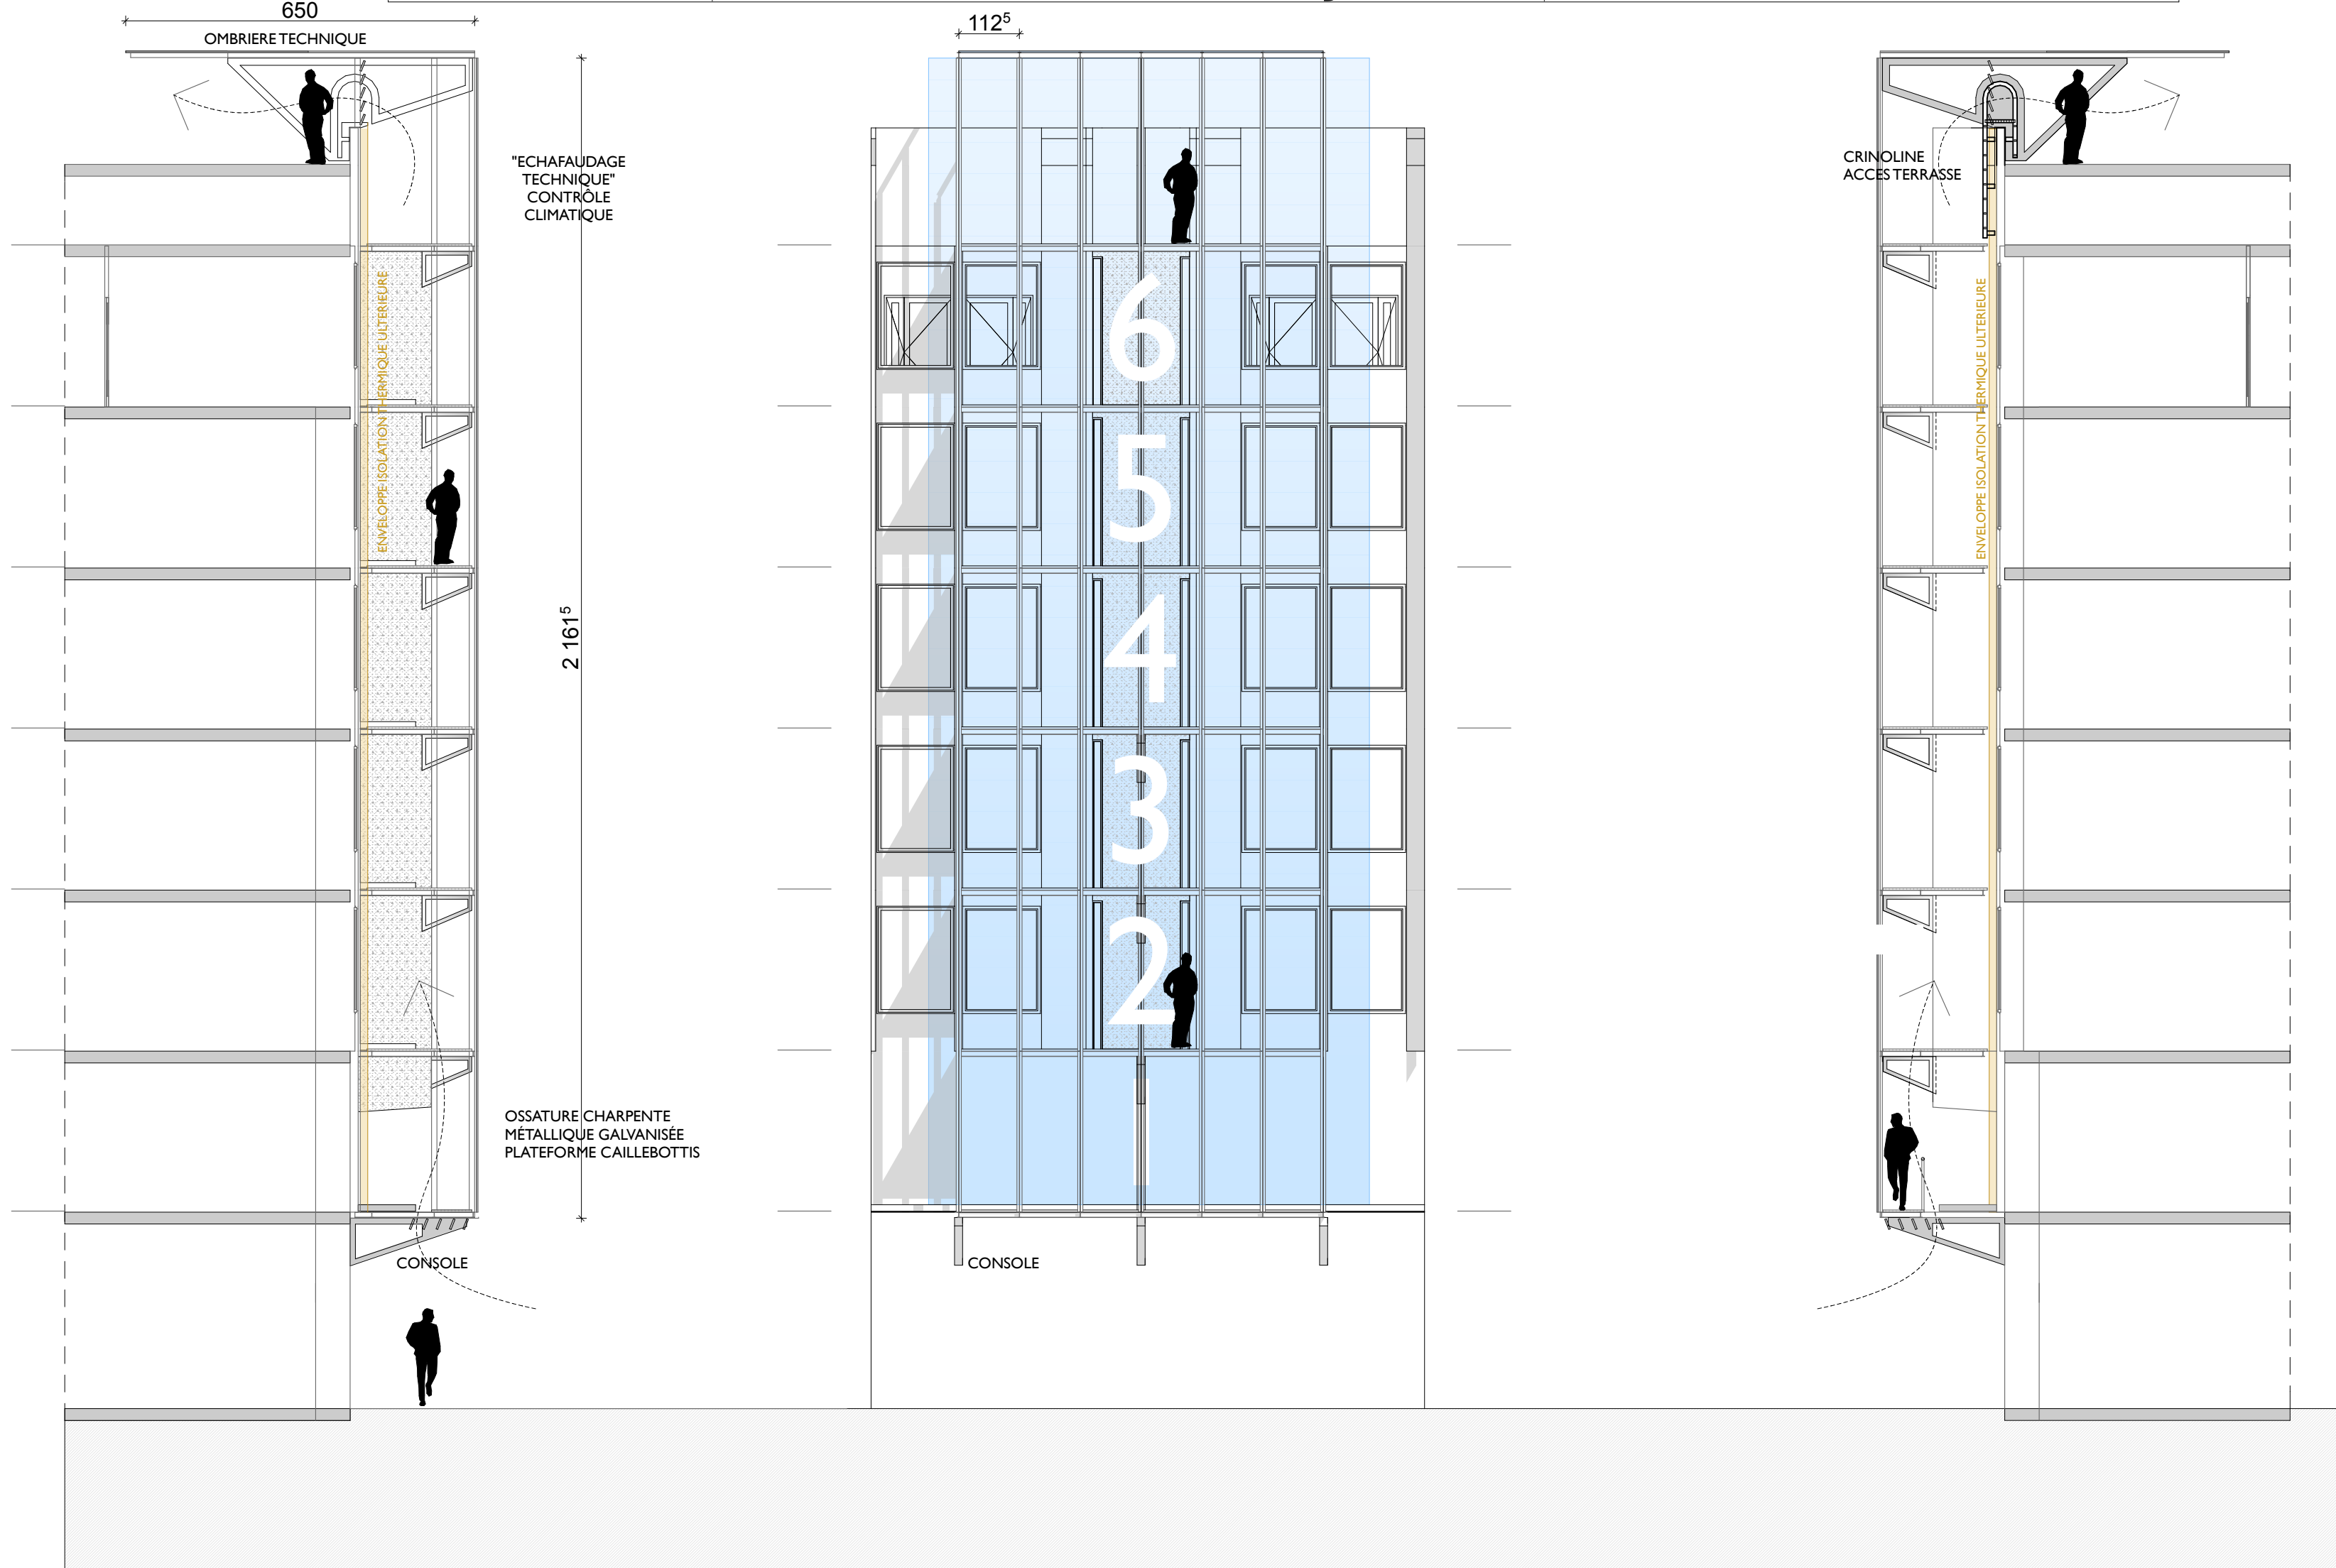 650
OMBRIERE TECHNIQUE
112⁵
"ECHAFAUDAGE
TECHNIQUE"
CONTRÔLE
CLIMATIQUE
CRINOLINE
ACCES TERRASSE
ENVELOPPE ISOLATION THERMIQUE ULTERIEURE
2 161⁵
6
5
4
3
2
1
ENVELOPPE ISOLATION THERMIQUE ULTERIEURE
OSSATURE CHARPENTE
MÉTALLIQUE GALVANISÉE
PLATEFORME CAILLEBOTTIS
CONSOLE
CONSOLE